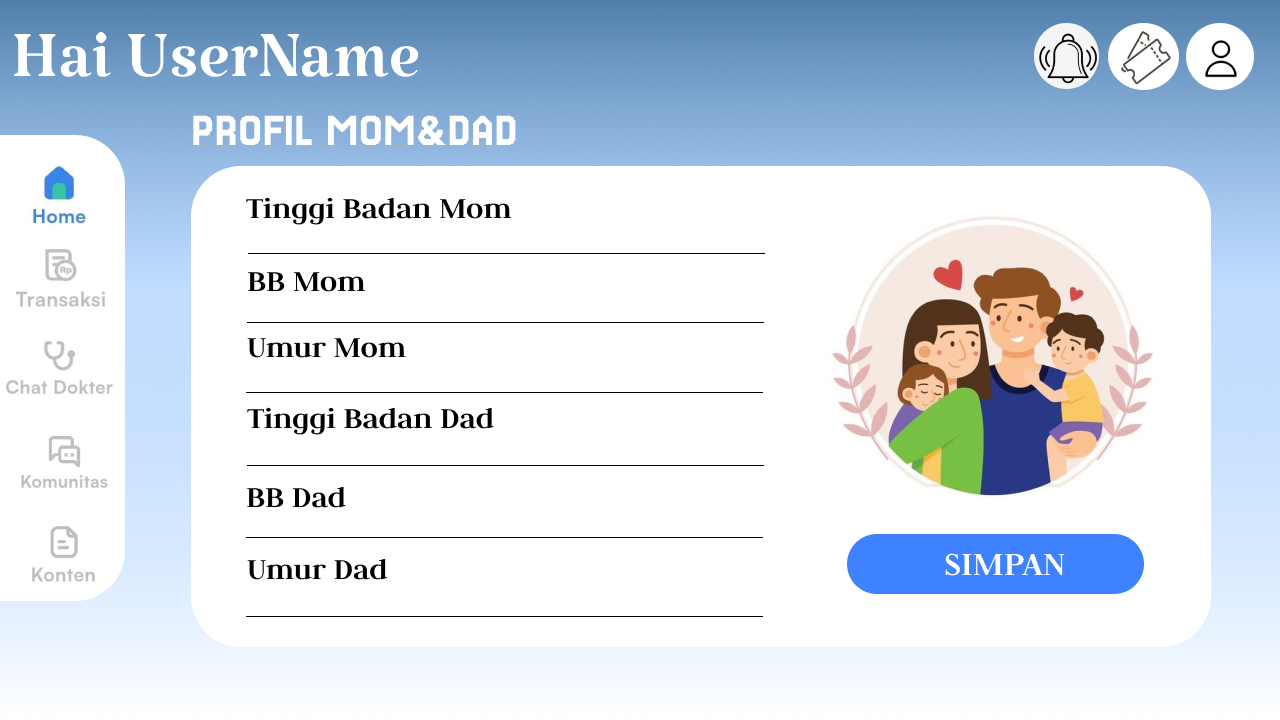 Hai UserName
PROFIL MOM&DAD
Home
Rp
Transaksi
Chat Dokter
Komunitas
Konten
Tinggi Badan Mom
BB Mom
Umur Mom
Tinggi Badan Dad
BB Dad
Umur Dad
SIMPAN